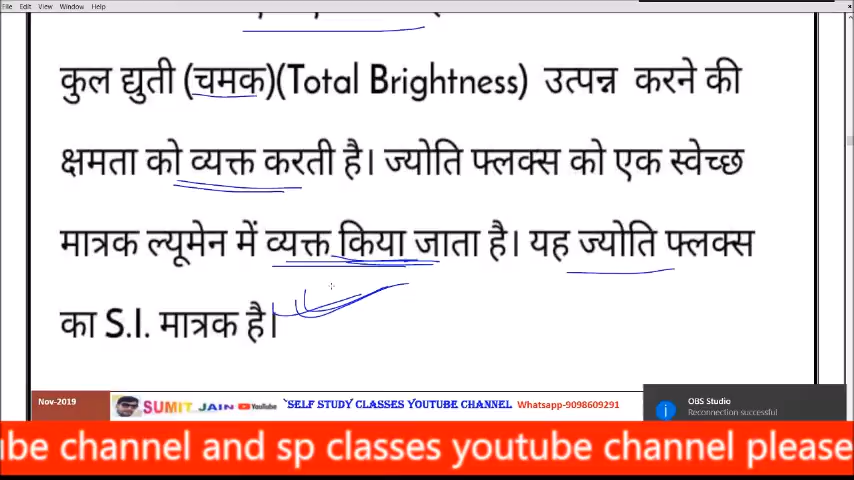 File Edit View Window Help
कुल द्युती (चमक)(Total Brightness) उत्पन्न करने की
क्षमता को व्यक्त करती है। ज्योति फ्लक्स को एक स्वेच्छ
मात्रक ल्यूमेन में व्यक्त किया जाता है। यह ज्योति फ्लक्स
का S.I. मात्रक है।
Nov-2019
SUMIT JAIN YouTube
`SELF STUDY CLASSES YOUTUBE CHANNEL Whatsapp-9098609291
OBS Studio
Reconnection successful
ube channel and sp classes youtube channel please